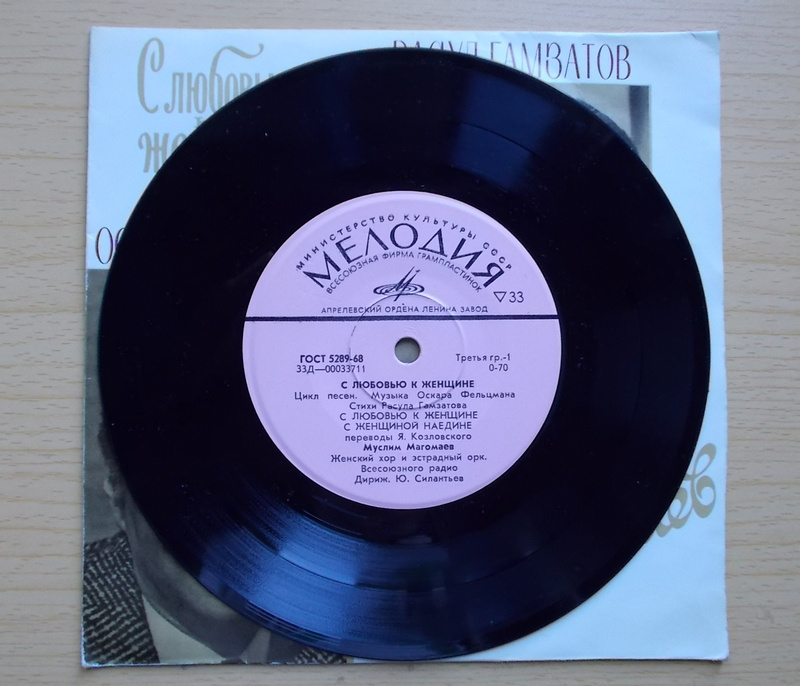 С любовью
РАСУЛ ГАМЗАТОВ
МИНИСТЕРСТВО КУЛЬТУРЫ СССР
МЕЛОДИЯ
ВСЕСОЮЗНАЯ ФИРМА ГРАМПЛАСТИНОК
33
АПРЕЛЕВСКИЙ ОРДЕНА ЛЕНИНА ЗАВОД
ГОСТ 5289-68 Третья гр.-1
33Д—00033711 0-70
С ЛЮБОВЬЮ К ЖЕНЩИНЕ
Цикл песен. Музыка Оскара Фельцмана
Стихи Расула Гамзатова
С ЛЮБОВЬЮ К ЖЕНЩИНЕ
С ЖЕНЩИНОЙ НАЕДИНЕ
переводы Я. Козловского
Муслим Магомаев
Женский хор и эстрадный орк.
Всесоюзного радио
Дириж. Ю. Силантьев